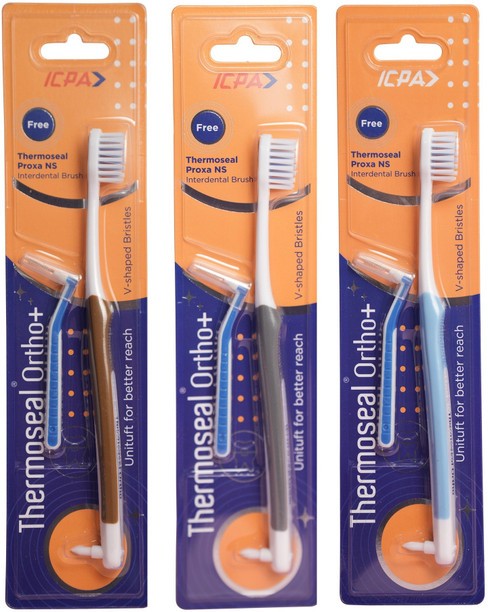 ICPA
Free
Thermoseal
Proxa NS
Interdental Brush
V-shaped Bristles
Unituft for better reach
Thermoseal® Ortho+
ICPA
Free
Thermoseal
Proxa NS
Interdental Brush
V-shaped Bristles
Unituft for better reach
Thermoseal® Ortho+
ICPA
Free
Thermoseal
Proxa NS
Interdental Brush
V-shaped Bristles
Unituft for better reach
Thermoseal® Ortho+